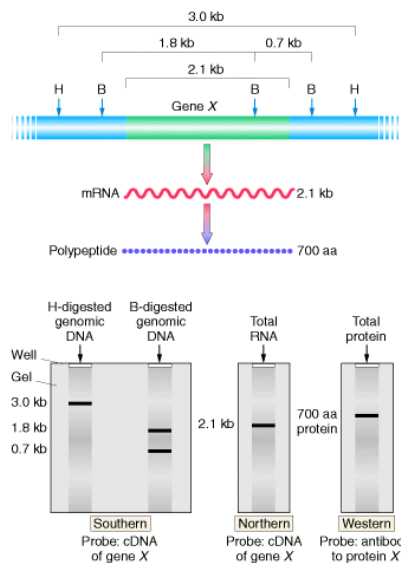 3.0 kb
1.8 kb 0.7 kb
2.1 kb
H B Gene X B B H
mRNA 2.1 kb
Polypeptide 700 aa
H-digested genomic DNA
B-digested genomic DNA
Total RNA
Total protein
Well
Gel
3.0 kb
1.8 kb
0.7 kb
2.1 kb
700 aa protein
Southern
Probe: cDNA
of gene X
Northern
Probe: cDNA
of gene X
Western
Probe: antibod
to protein X